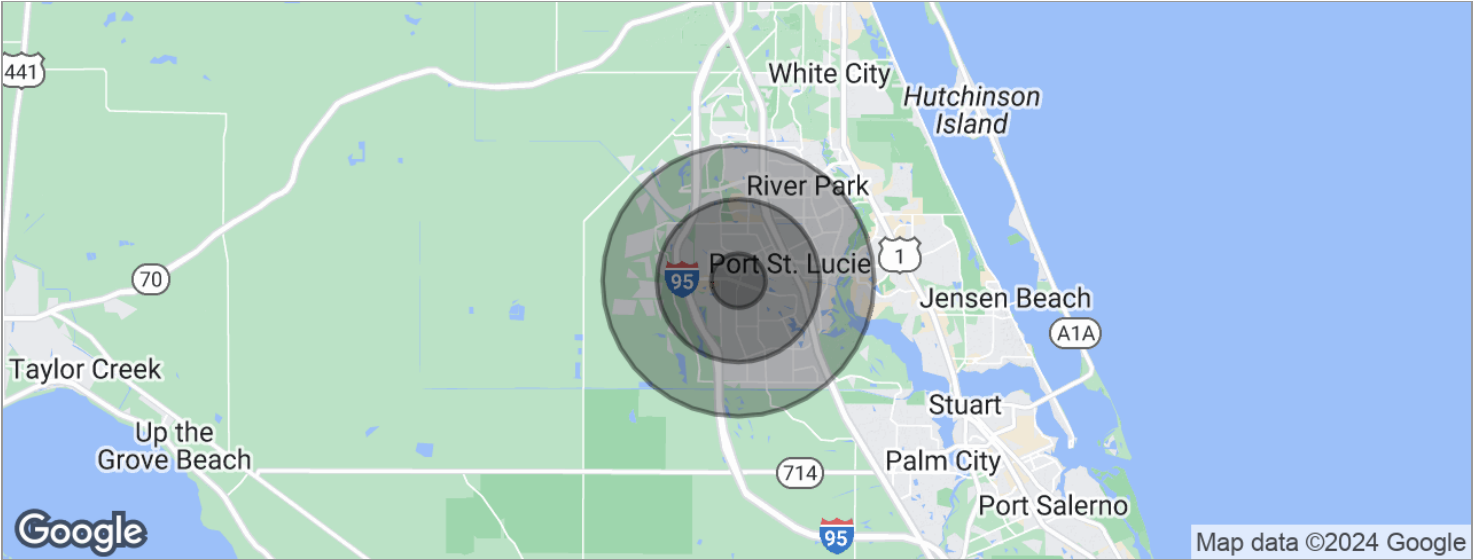 441
White City
Hutchinson
Island
River Park
1
Port St. Lucie
95
70
Jensen Beach
A1A
Taylor Creek
Stuart
Up the
Grove Beach
Palm City
714
Port Salerno
95
Google
Map data ©2024 Google